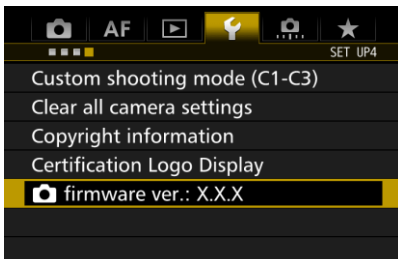 AF
SET UP4
Custom shooting mode (C1-C3)
Clear all camera settings
Copyright information
Certification Logo Display
firmware ver.: X.X.X